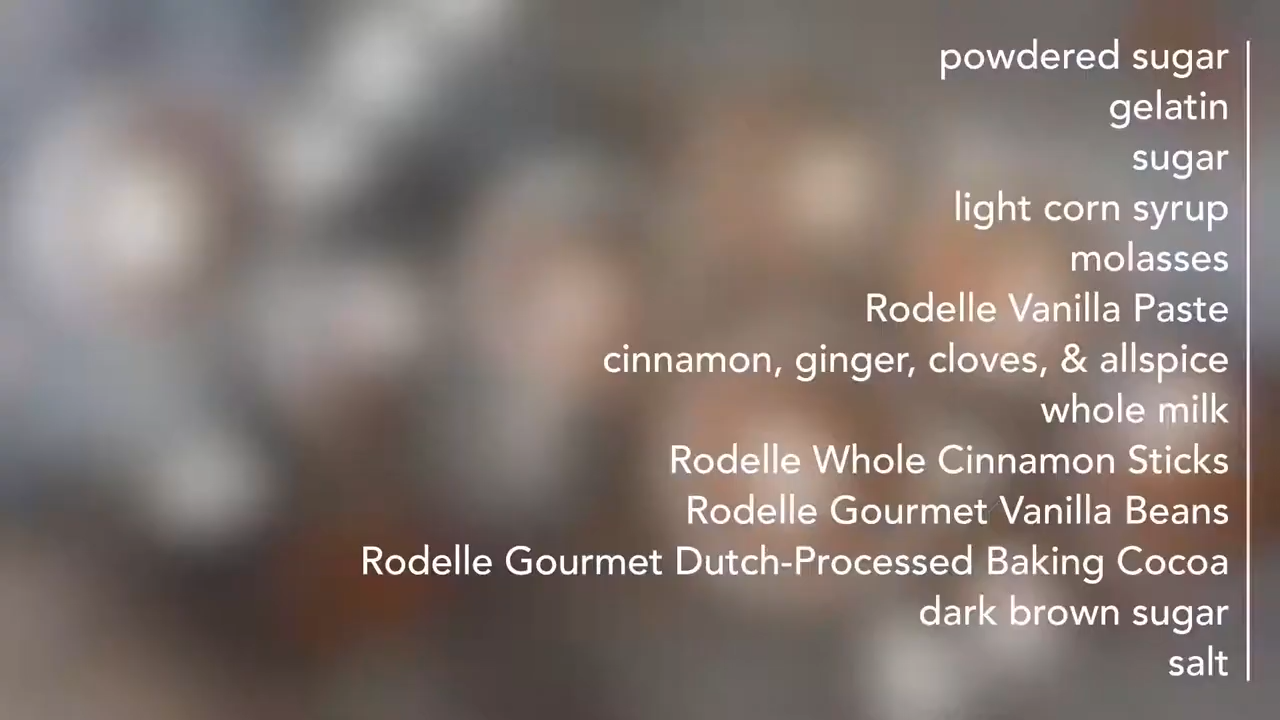 powdered sugar
gelatin
sugar
light corn syrup
molasses
Rodelle Vanilla Paste
cinnamon, ginger, cloves, & allspice
whole milk
Rodelle Whole Cinnamon Sticks
Rodelle Gourmet Vanilla Beans
Rodelle Gourmet Dutch-Processed Baking Cocoa
dark brown sugar
salt